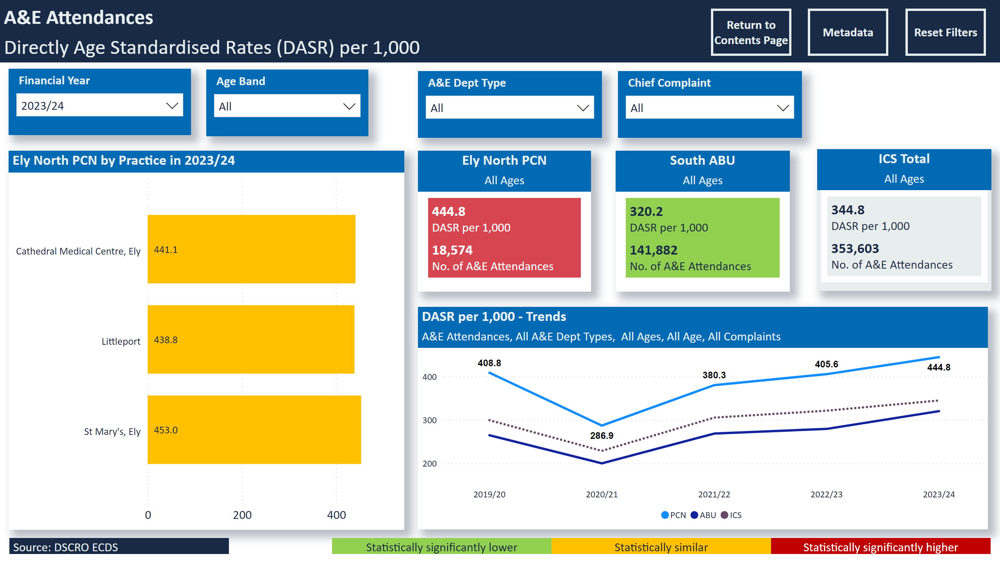 A&E Attendances
Directly Age Standardised Rates (DASR) per 1,000
Return to
Contents Page
Metadata
Reset Filters
Financial Year
2023/24
Age Band
All
A&E Dept Type
All
Chief Complaint
All
Ely North PCN by Practice in 2023/24
Cathedral Medical Centre, Ely
441.1
Littleport
438.8
St Mary's, Ely
453.0
0
200
400
Ely North PCN
All Ages
444.8
DASR per 1,000
18,574
No. of A&E Attendances
South ABU
All Ages
320.2
DASR per 1,000
141,882
No. of A&E Attendances
ICS Total
All Ages
344.8
DASR per 1,000
353,603
No. of A&E Attendances
DASR per 1,000 - Trends
A&E Attendances, All A&E Dept Types,  All Ages, All Age, All Complaints
400
300
200
408.8
286.9
380.3
405.6
444.8
2019/20
2020/21
2021/22
2022/23
2023/24
PCN
ABU
ICS
Source: DSCRO ECDS
Statistically significantly lower
Statistically similar
Statistically significantly higher